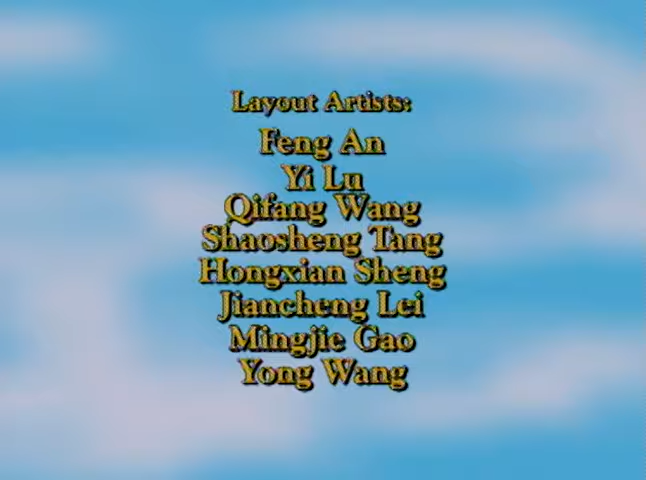 Layout Artists:
Feng An
Yi Lu
Qifang Wang
Shaosheng Tang
Hongxian Sheng
Jiancheng Lei
Mingjie Gao
Yong Wang